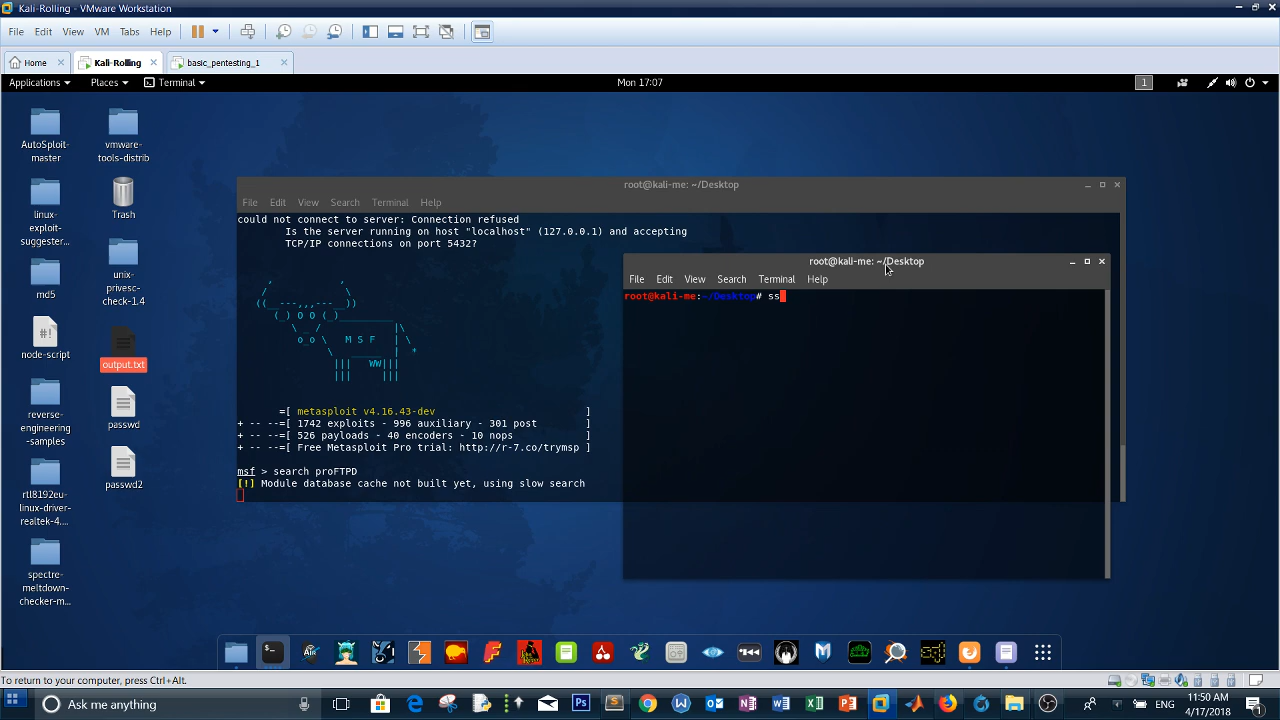 Kali-Rolling - VMware Workstation
File Edit View VM Tabs Help
Home Kali-Rolling basic_pentesting_1
Applications Places Terminal Mon 17:07 1
AutoSploit-
master
vmware-
tools-distrib
linux-
exploit-
suggester...
Trash
md5
unix-
privesc-
check-1.4
node-script
output.txt
reverse-
engineering
-samples
passwd
rtl8192eu-
linux-driver-
realtek-4....
passwd2
spectre-
meltdown-
checker-m...
root@kali-me: ~/Desktop
File Edit View Search Terminal Help
could not connect to server: Connection refused
Is the server running on host "localhost" (127.0.0.1) and accepting
TCP/IP connections on port 5432?
M S F
=[ metasploit v4.16.43-dev ]
+ -- --=[ 1742 exploits - 996 auxiliary - 301 post ]
+ -- --=[ 526 payloads - 40 encoders - 10 nops ]
+ -- --=[ Free Metasploit Pro trial: http://r-7.co/trymsp ]
msf > search proFTPD
[!] Module database cache not built yet, using slow search
root@kali-me: ~/Desktop
File Edit View Search Terminal Help
root@kali-me:~/Desktop# ss
To return to your computer, press Ctrl+Alt.
Ask me anything
ENG
11:50 AM
4/17/2018